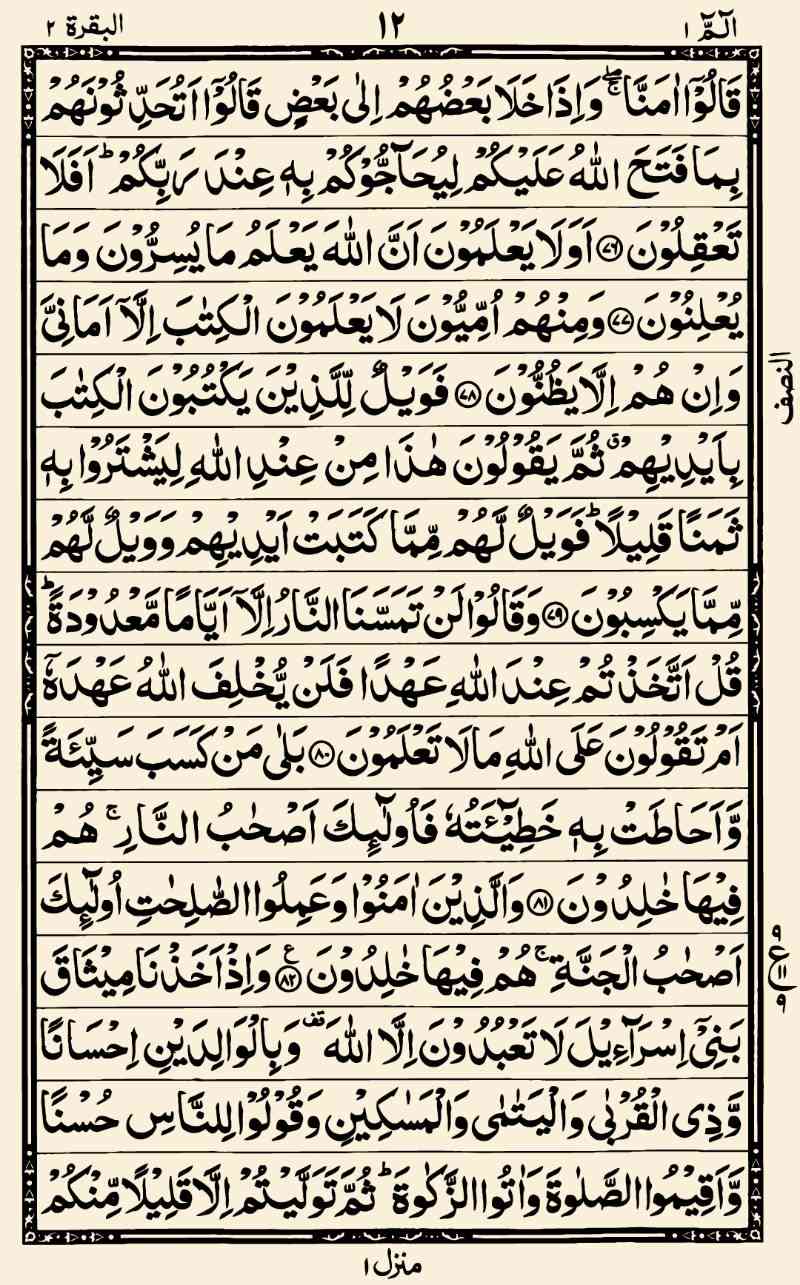 الٓمّٓ ١
١٢
البقرة ٢
قَالُوْۤا اٰمَنَّا ۖۚ وَاِذَا خَلَا بَعْضُهُمْ اِلٰى بَعْضٍ قَالُوْۤا اَتُحَدِّثُوْنَهُمْ
بِمَا فَتَحَ اللّٰهُ عَلَيْكُمْ لِيُحَآجُّوْكُمْ بِهٖ عِنْدَ رَبِّكُمْ ؕ اَفَلَا
تَعْقِلُوْنَ ﴿٧٦﴾ اَوَلَا يَعْلَمُوْنَ اَنَّ اللّٰهَ يَعْلَمُ مَا يُسِرُّوْنَ وَمَا
يُعْلِنُوْنَ ﴿٧٧﴾ وَمِنْهُمْ اُمِّيُّوْنَ لَا يَعْلَمُوْنَ الْكِتٰبَ اِلَّاۤ اَمَانِيَّ
وَاِنْ هُمْ اِلَّا يَظُنُّوْنَ ﴿٧٨﴾ فَوَيْلٌ لِّلَّذِيْنَ يَكْتُبُوْنَ الْكِتٰبَ
بِاَيْدِيْهِمْ ۗ ثُمَّ يَقُوْلُوْنَ هٰذَا مِنْ عِنْدِ اللّٰهِ لِيَشْتَرُوْا بِهٖ
ثَمَنًا قَلِيْلًا ؕ فَوَيْلٌ لَّهُمْ مِّمَّا كَتَبَتْ اَيْدِيْهِمْ وَوَيْلٌ لَّهُمْ
مِّمَّا يَكْسِبُوْنَ ﴿٧٩﴾ وَقَالُوْا لَنْ تَمَسَّنَا النَّارُ اِلَّاۤ اَيَّامًا مَّعْدُوْدَةً ؕ
قُلْ اَتَّخَذْتُمْ عِنْدَ اللّٰهِ عَهْدًا فَلَنْ يُّخْلِفَ اللّٰهُ عَهْدَهٗۤ
اَمْ تَقُوْلُوْنَ عَلَى اللّٰهِ مَا لَا تَعْلَمُوْنَ ﴿٨٠﴾ بَلٰى مَنْ كَسَبَ سَيِّئَةً
وَّاَحَاطَتْ بِهٖ خَطِيْٓـَٔتُهٗ فَاُولٰٓئِكَ اَصْحٰبُ النَّارِ ۚ هُمْ
فِيْهَا خٰلِدُوْنَ ﴿٨١﴾ وَالَّذِيْنَ اٰمَنُوْا وَعَمِلُوا الصّٰلِحٰتِ اُولٰٓئِكَ
اَصْحٰبُ الْجَنَّةِ ۚ هُمْ فِيْهَا خٰلِدُوْنَ ﴿٨٢﴾ ع وَاِذْ اَخَذْنَا مِيْثَاقَ
بَنِيْۤ اِسْرَآءِيْلَ لَا تَعْبُدُوْنَ اِلَّا اللّٰهَ قف وَبِالْوَالِدَيْنِ اِحْسَانًا
وَّذِى الْقُرْبٰى وَالْيَتٰمٰى وَالْمَسٰكِيْنِ وَقُوْلُوْا لِلنَّاسِ حُسْنًا
وَّاَقِيْمُوا الصَّلٰوةَ وَاٰتُوا الزَّكٰوةَ ؕ ثُمَّ تَوَلَّيْتُمْ اِلَّا قَلِيْلًا مِّنْكُمْ
النصف
٩
ع
١١
٩
منزل ١